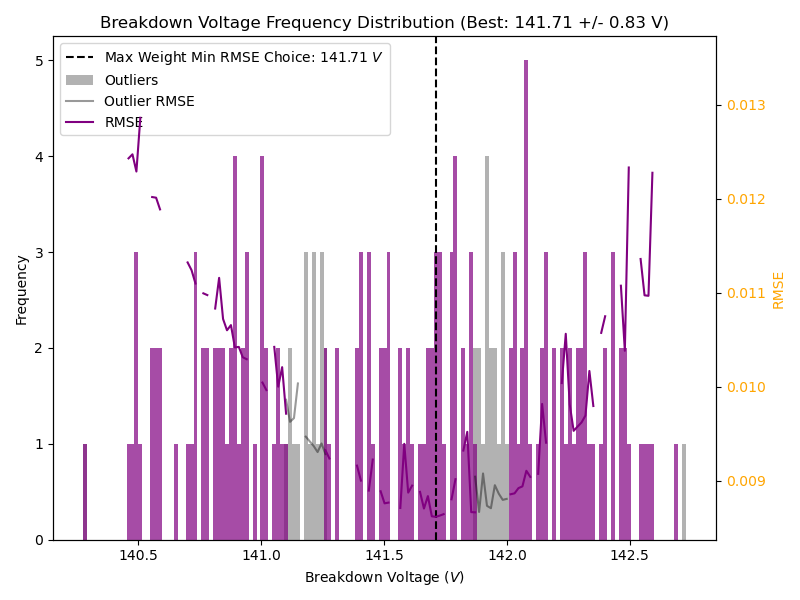 Breakdown Voltage Frequency Distribution (Best: 141.71 +/- 0.83 V)
Max Weight Min RMSE Choice: 141.71 V
Outliers
Outlier RMSE
RMSE
Frequency
5
4
3
2
1
0
0.013
0.012
0.011
0.010
0.009
RMSE
140.5 141.0 141.5 142.0 142.5
Breakdown Voltage (V)